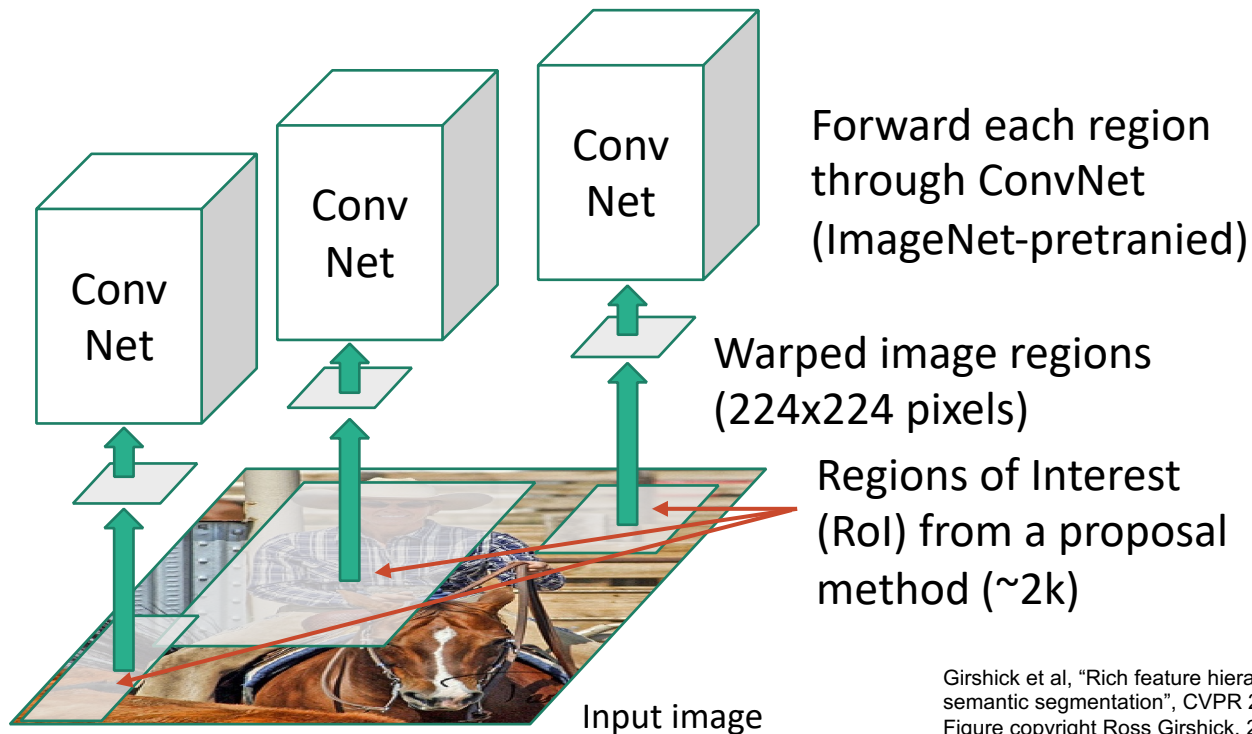 Conv
Net
Conv
Net
Conv
Net
Forward each region
through ConvNet
(ImageNet-pretranied)
Warped image regions
(224x224 pixels)
Regions of Interest
(RoI) from a proposal
method (~2k)
Input image
Girshick et al, “Rich feature hiera
semantic segmentation”, CVPR 2
Figure copyright Ross Girshick, 2